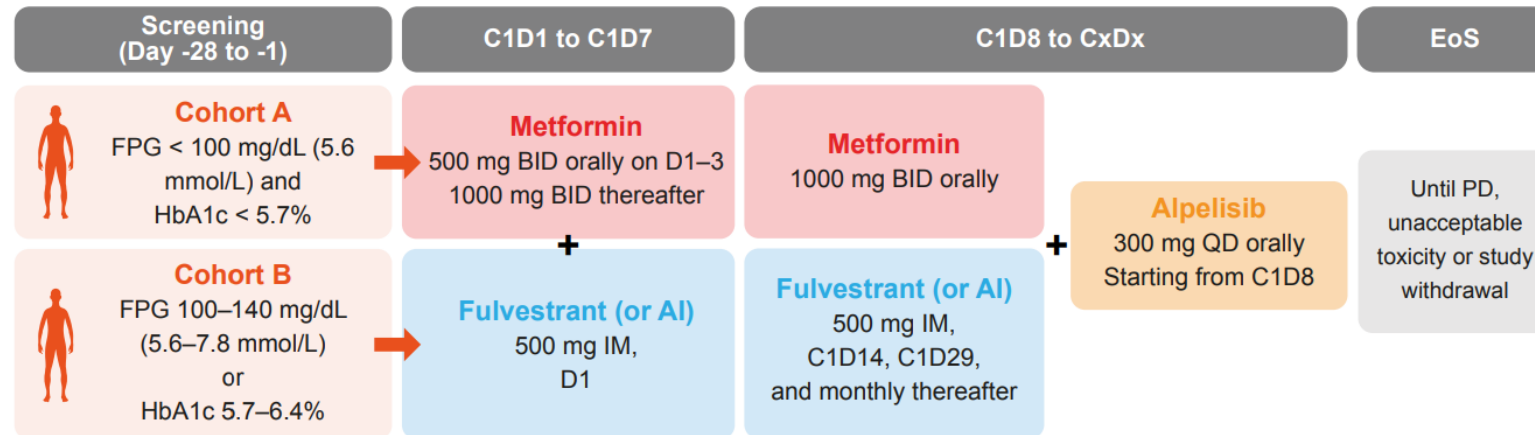 Screening
(Day -28 to -1)
C1D1 to C1D7
C1D8 to CxDx
EoS
Cohort A
FPG < 100 mg/dL (5.6
mmol/L) and
HbA1c < 5.7%
Metformin
500 mg BID orally on D1–3
1000 mg BID thereafter
Metformin
1000 mg BID orally
+
+
Alpelisib
300 mg QD orally
Starting from C1D8
Until PD,
unacceptable
toxicity or study
withdrawal
Cohort B
FPG 100–140 mg/dL
(5.6–7.8 mmol/L)
or
HbA1c 5.7–6.4%
Fulvestrant (or AI)
500 mg IM,
D1
Fulvestrant (or AI)
500 mg IM,
C1D14, C1D29,
and monthly thereafter